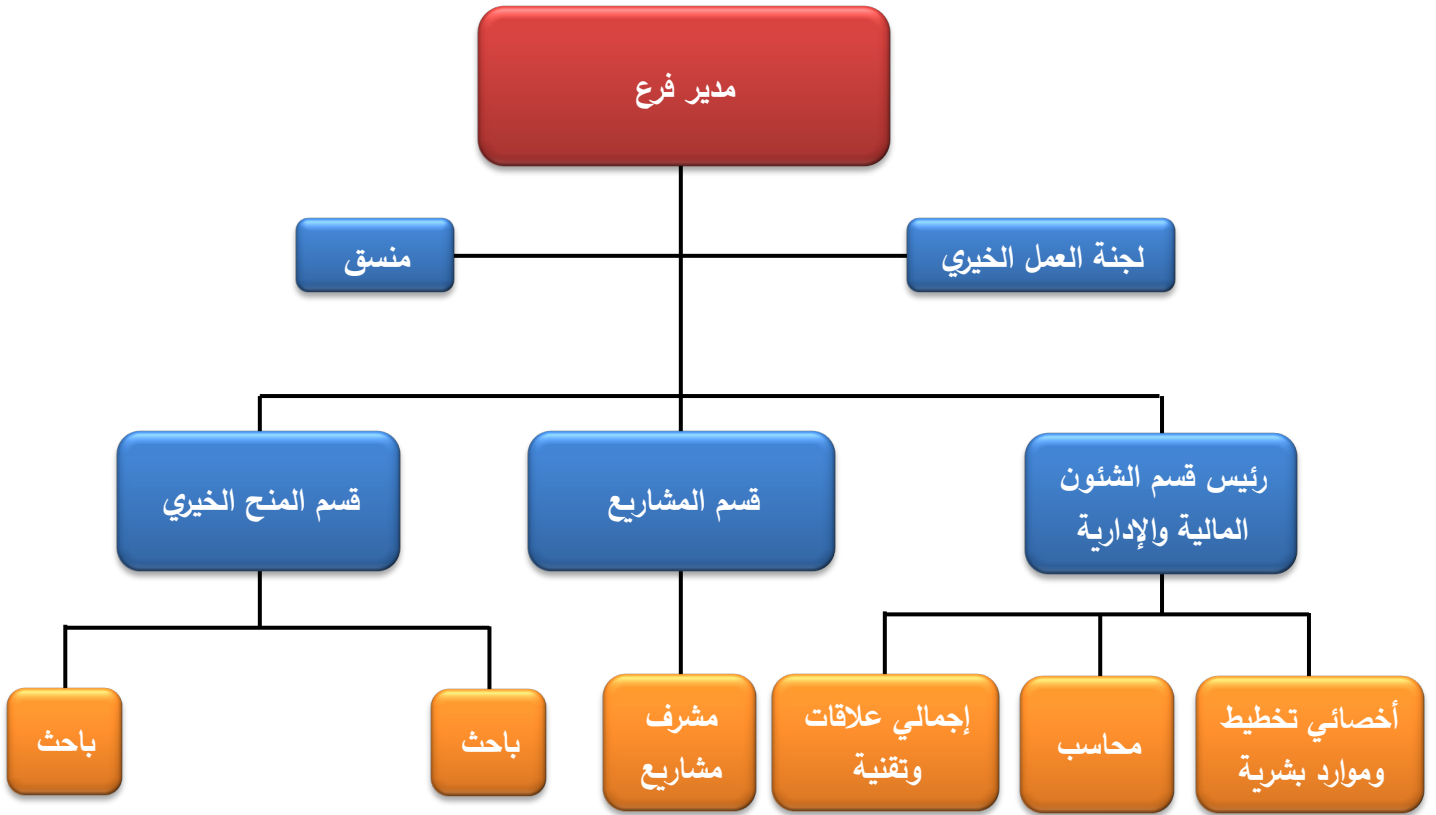 مدير فرع
لجنة العمل الخيري
منسق
رئيس قسم الشئون
المالية والإدارية
قسم المشاريع
قسم المنح الخيري
أخصائي تخطيط
وموارد بشرية
محاسب
إجمالي علاقات
وتقنية
مشرف
مشاريع
باحث
باحث